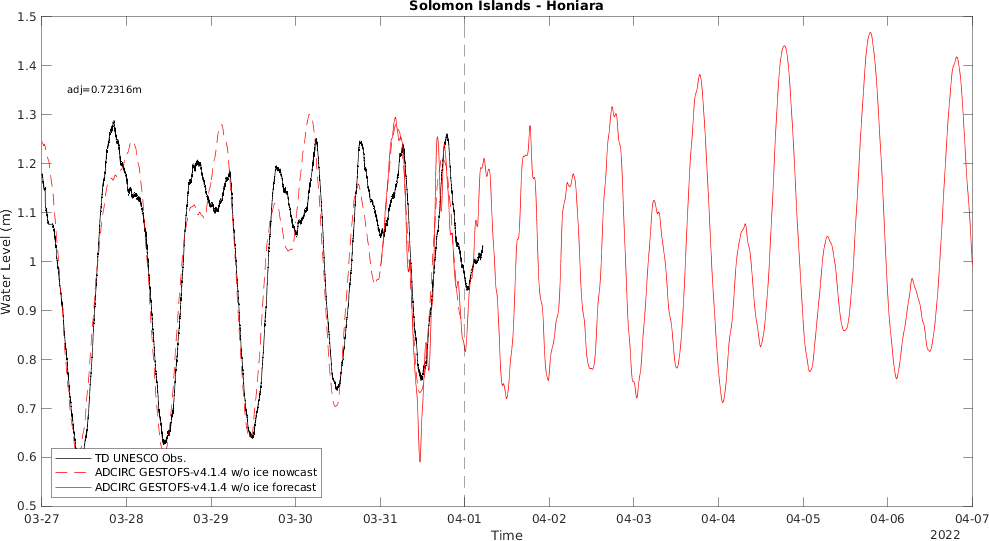 Solomon Islands - Honiara
adj=0.72316m
Water Level (m)
1.5
1.4
1.3
1.2
1.1
1
0.9
0.8
0.7
0.6
0.5
TD UNESCO Obs.
ADCIRC GESTOFS-v4.1.4 w/o ice nowcast
ADCIRC GESTOFS-v4.1.4 w/o ice forecast
03-27 03-28 03-29 03-30 03-31 04-01 04-02 04-03 04-04 04-05 04-06 04-07
Time
2022